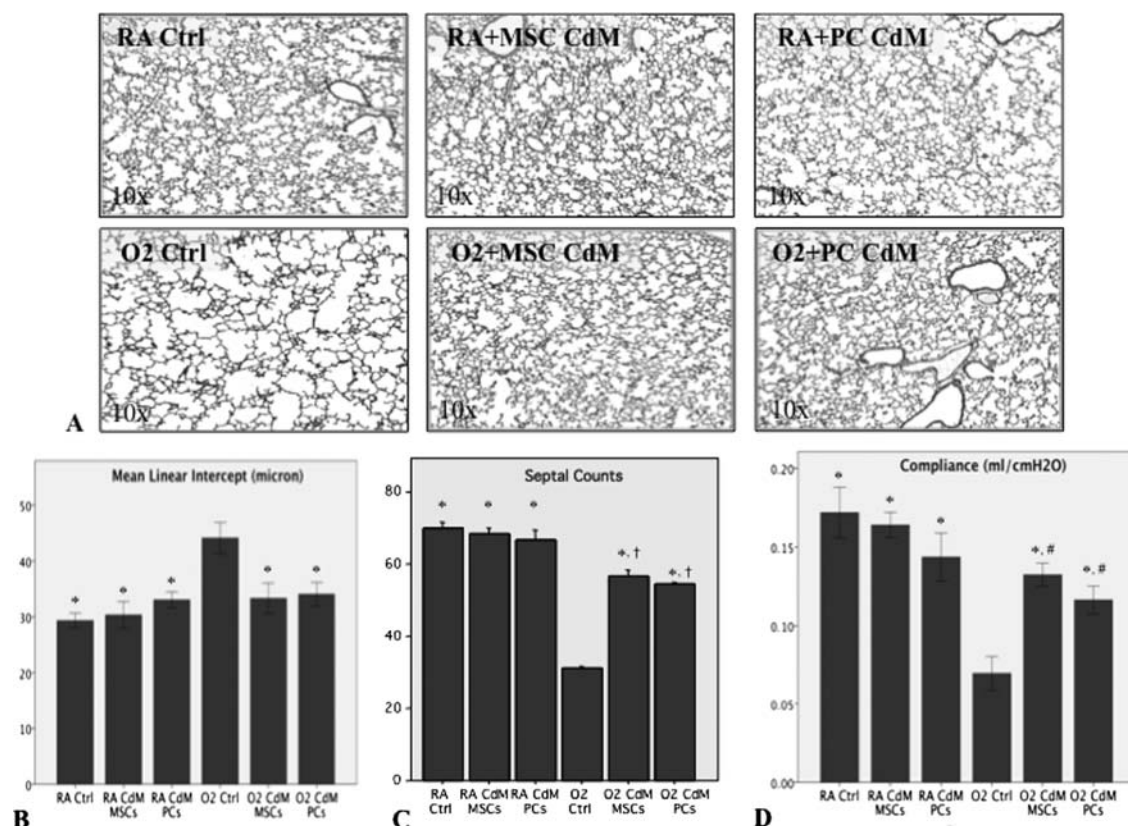 RA Ctrl
10x
RA+MSC CdM
10x
RA+PC CdM
10x
O2 Ctrl
10x
O2+MSC CdM
10x
O2+PC CdM
10x
A
Mean Linear Intercept (micron)
50
40
30
20
10
0
* * * * *
RA Ctrl RA CdM MSCs RA CdM PCs O2 Ctrl O2 CdM MSCs O2 CdM PCs
B
Septal Counts
80
60
40
20
0
* * * *, † *, †
RA Ctrl RA CdM MSCs RA CdM PCs O2 Ctrl O2 CdM MSCs O2 CdM PCs
C
Compliance (ml/cmH2O)
0.20
0.15
0.10
0.05
0.00
* * * *, # *, #
RA Ctrl RA CdM MSCs RA CdM PCs O2 Ctrl O2 CdM MSCs O2 CdM PCs
D